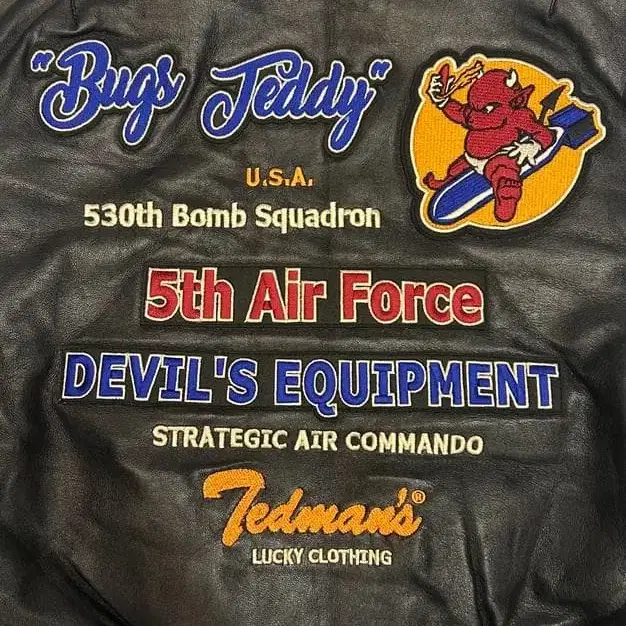 "Bugs Teddy"
U.S.A.
530th Bomb Squadron
5th Air Force
DEVIL'S EQUIPMENT
STRATEGIC AIR COMMANDO
Tedman's®
LUCKY CLOTHING